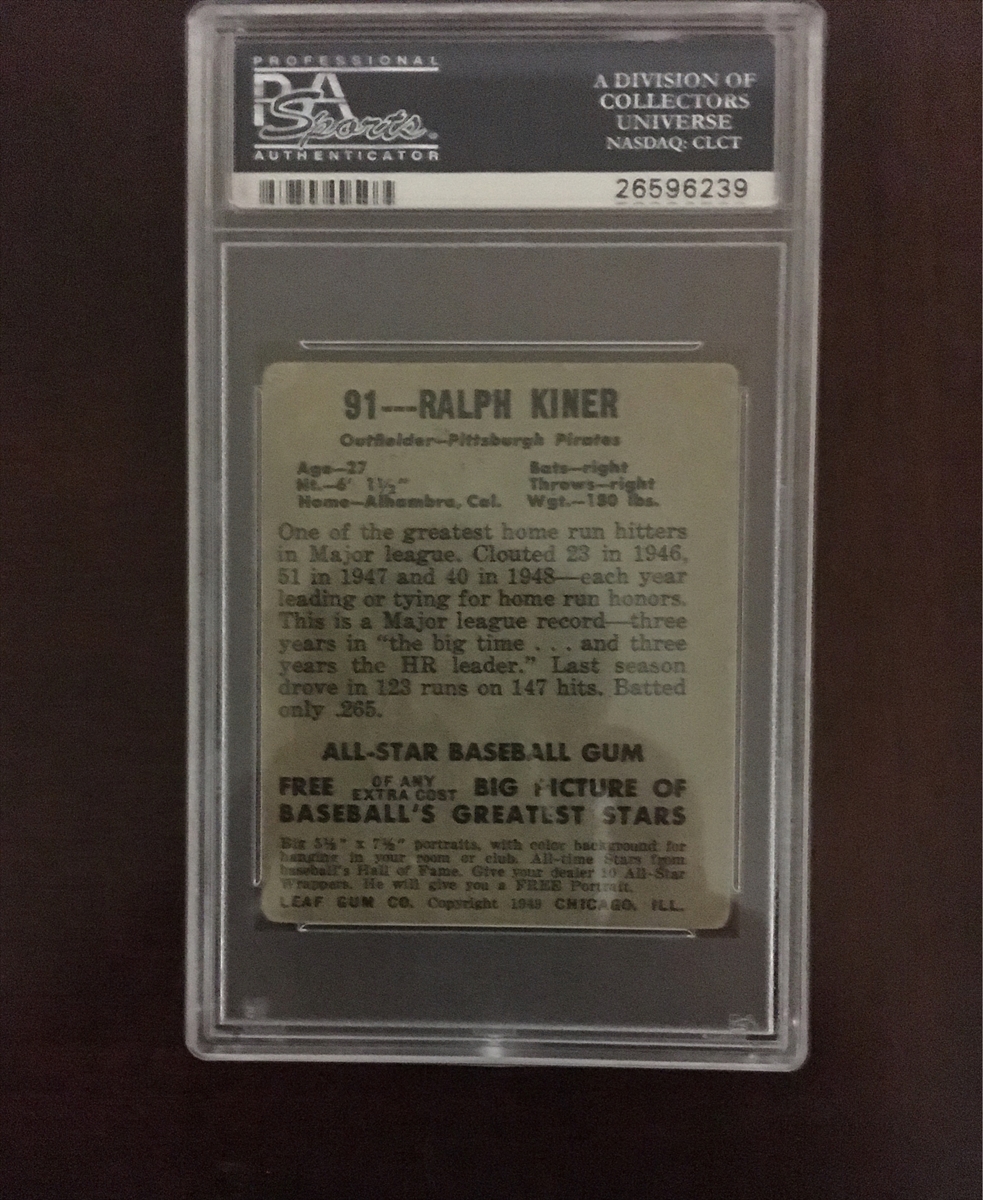 PROFESSIONAL
PSA
Sports
AUTHENTICATOR
A DIVISION OF
COLLECTORS
UNIVERSE
NASDAQ: CLCT
26596239
91---RALPH KINER
Outfielder—Pittsburgh Pirates
Age—27 Bats—right
Ht.—6' 1½" Throws—right
Home—Alhambra, Cal. Wgt.—180 lbs.
One of the greatest home run hitters
in Major league. Clouted 23 in 1946,
51 in 1947 and 40 in 1948—each year
leading or tying for home run honors.
This is a Major league record—three
years in "the big time . . . and three
years the HR leader." Last season
drove in 123 runs on 147 hits. Batted
only .265.
ALL-STAR BASEBALL GUM
FREE OF ANY EXTRA COST BIG PICTURE OF
BASEBALL'S GREATEST STARS
Big 5½" x 7½" portraits, with color background for
hanging in your room or club. All-time Stars from
baseball's Hall of Fame. Give your dealer 10 All-Star
Wrappers. He will give you a FREE Portrait.
LEAF GUM CO. Copyright 1949 CHICAGO, ILL.